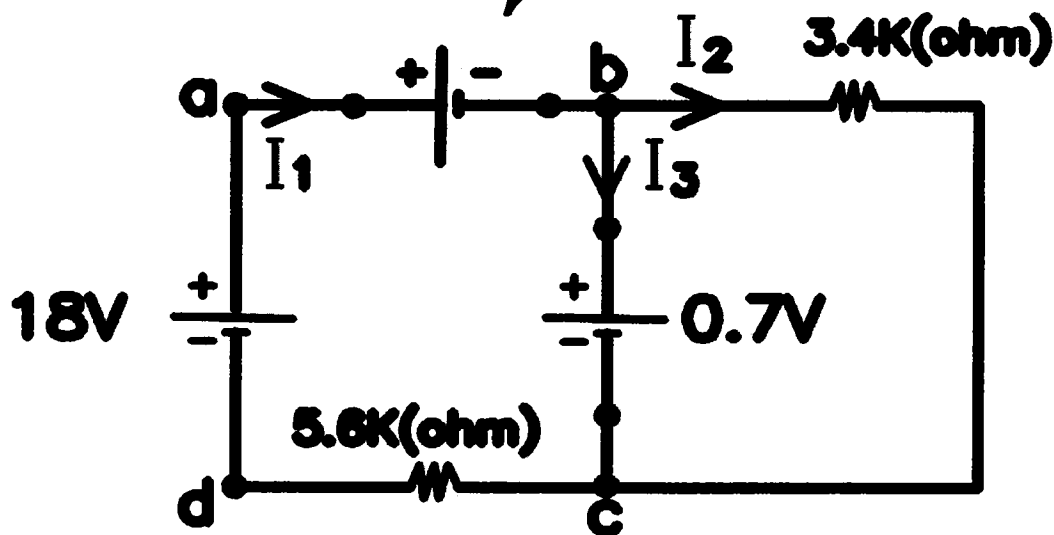 + - b I2 3.4K(ohm)
a
I1 I3
+ +
18V 0.7V
- -
5.6K(ohm)
d c